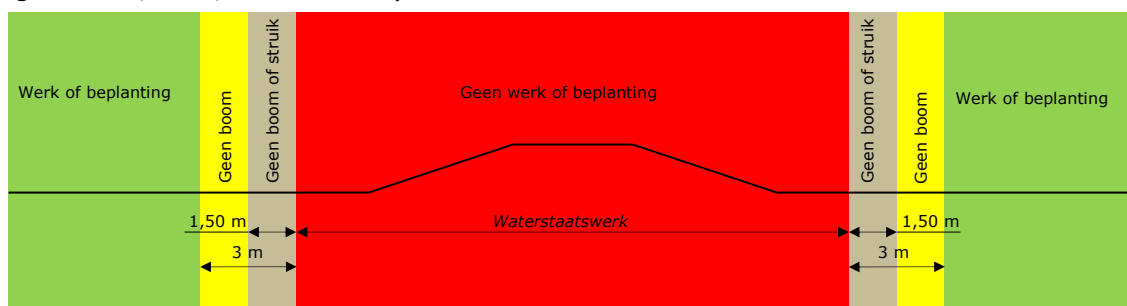 Werk of beplanting
Geen boom
Geen boom of struik
Geen werk of beplanting
Geen boom of struik
Geen boom
Werk of beplanting
1,50 m
Waterstaatswerk
1,50 m
3 m
3 m